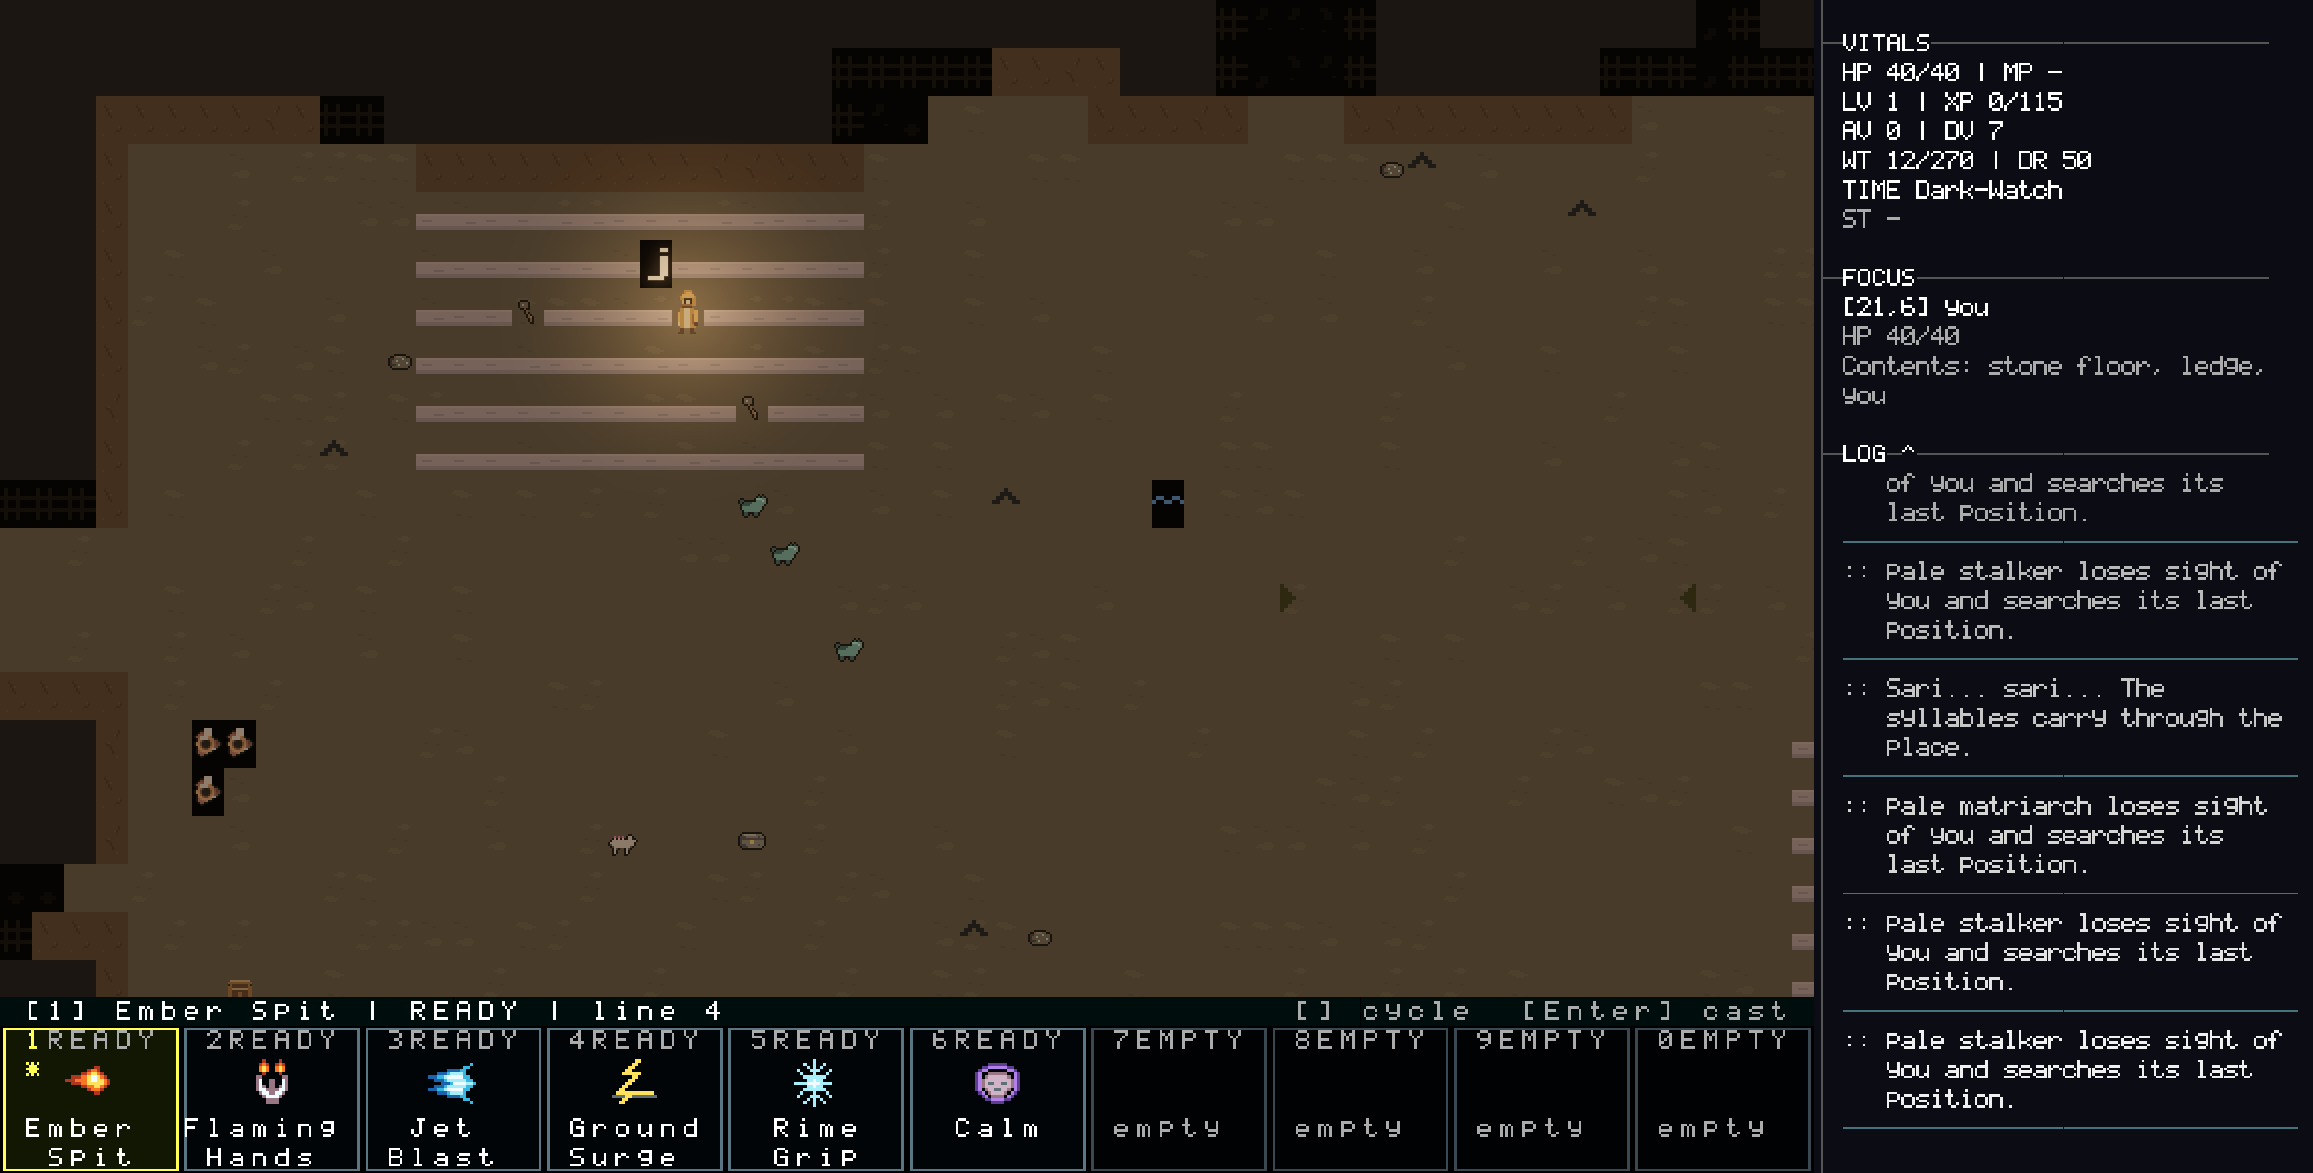 VITALS
HP 40/40 | MP -
LV 1 | XP 0/115
AV 0 | DV 7
WT 12/270 | DR 50
TIME Dark-Watch
ST -
FOCUS
[21,6] You
HP 40/40
Contents: stone floor, ledge,
You
LOG ^
of You and searches its
last Position.
:: Pale stalker loses sight of
You and searches its last
Position.
:: Sari... sari... The
syllables carry through the
Place.
:: Pale matriarch loses sight
of You and searches its
last Position.
:: Pale stalker loses sight of
You and searches its last
Position.
:: Pale stalker loses sight of
You and searches its last
Position.
j
[1] Ember Spit | READY | line 4
[] cycle [Enter] cast
1READY
Ember
Spit
2READY
Flaming
Hands
3READY
Jet
Blast
4READY
Ground
Surge
5READY
Rime
Grip
6READY
Calm
7EMPTY
empty
8EMPTY
empty
9EMPTY
empty
0EMPTY
empty